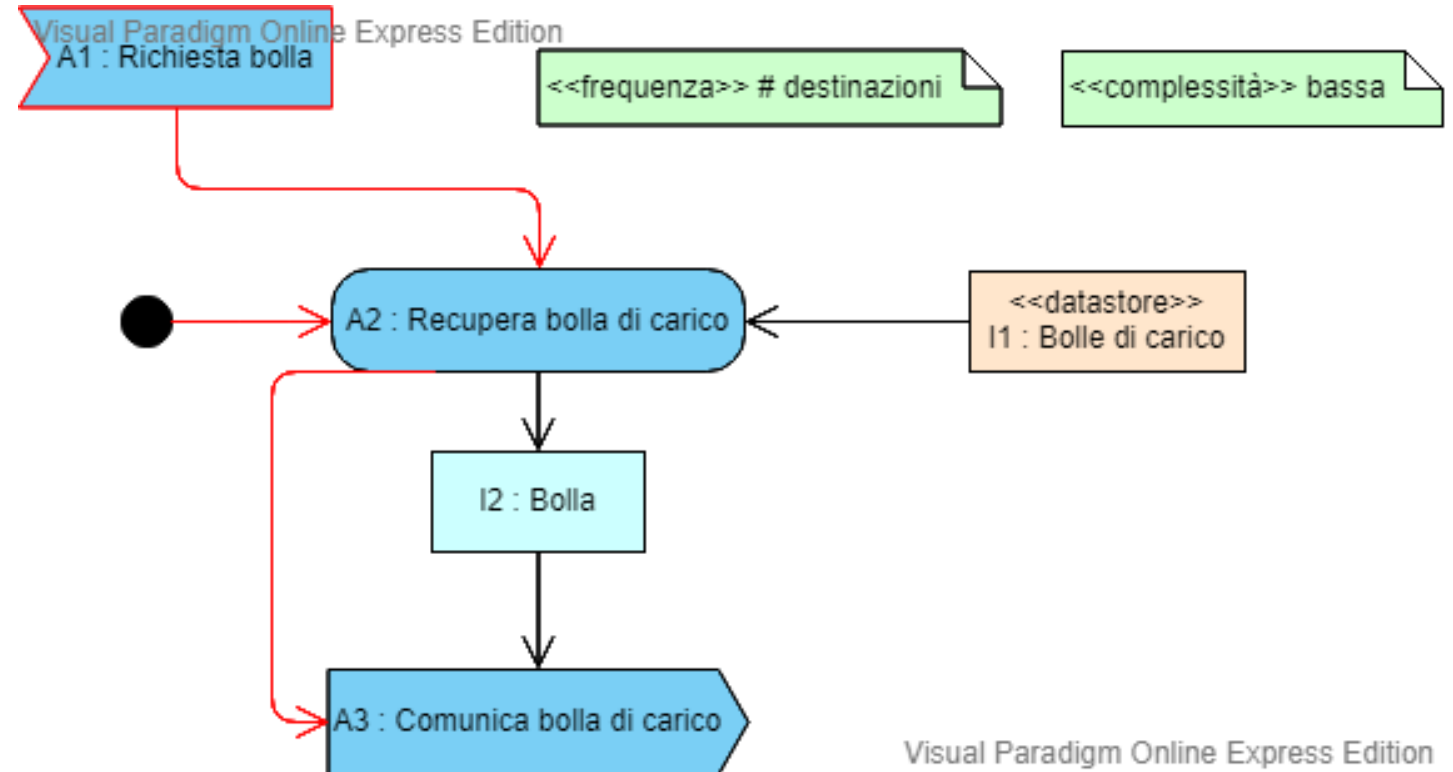 Visual Paradigm Online Express Edition
A1 : Richiesta bolla
<<frequenza>> # destinazioni
<<complessità>> bassa
A2 : Recupera bolla di carico
<<datastore>>
I1 : Bolle di carico
I2 : Bolla
A3 : Comunica bolla di carico
Visual Paradigm Online Express Edition